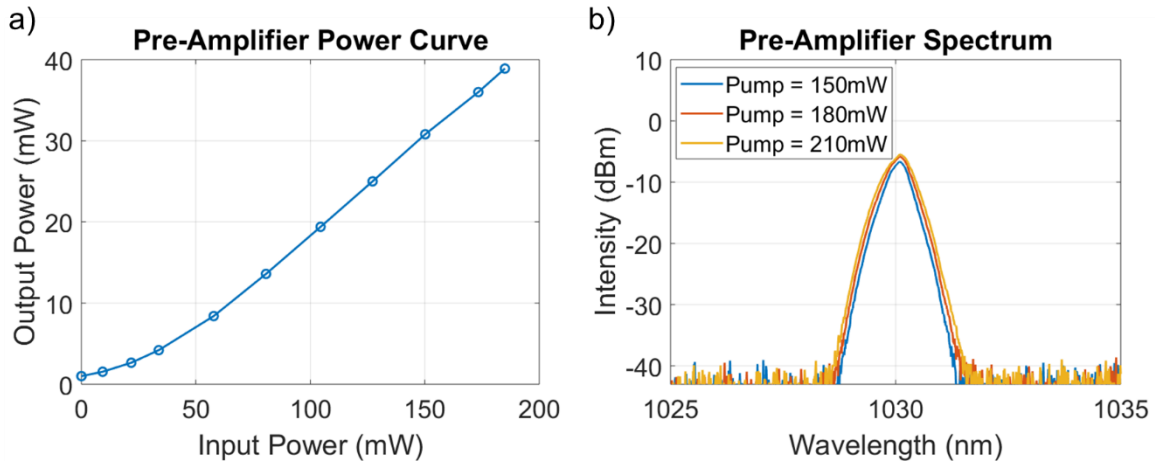 a)
Pre-Amplifier Power Curve
Output Power (mW)
40
30
20
10
0
0 50 100 150 200
Input Power (mW)
b)
Pre-Amplifier Spectrum
Intensity (dBm)
10
0
-10
-20
-30
-40
Pump = 150mW
Pump = 180mW
Pump = 210mW
1025 1030 1035
Wavelength (nm)